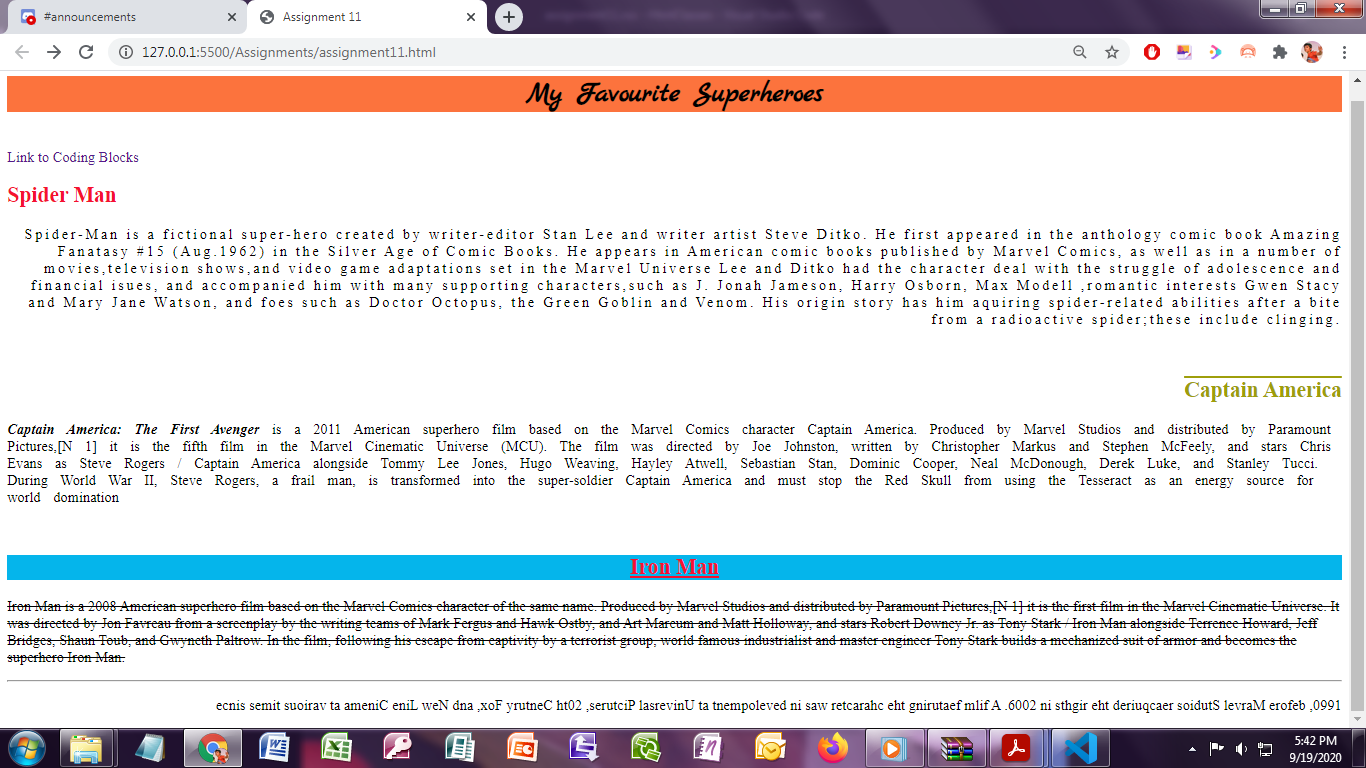 #announcements
Assignment 11
127.0.0.1:5500/Assignments/assignment11.html
My Favourite Superheroes
Link to Coding Blocks
Spider Man
Spider-Man is a fictional super-hero created by writer-editor Stan Lee and writer artist Steve Ditko. He first appeared in the anthology comic book Amazing
Fanatasy #15 (Aug.1962) in the Silver Age of Comic Books. He appears in American comic books published by Marvel Comics, as well as in a number of
movies,television shows,and video game adaptations set in the Marvel Universe Lee and Ditko had the character deal with the struggle of adolescence and
financial isues, and accompanied him with many supporting characters,such as J. Jonah Jameson, Harry Osborn, Max Modell ,romantic interests Gwen Stacy
and Mary Jane Watson, and foes such as Doctor Octopus, the Green Goblin and Venom. His origin story has him aquiring spider-related abilities after a bite
from a radioactive spider;these include clinging.
Captain America
Captain America: The First Avenger is a 2011 American superhero film based on the Marvel Comics character Captain America. Produced by Marvel Studios and distributed by Paramount
Pictures,[N 1] it is the fifth film in the Marvel Cinematic Universe (MCU). The film was directed by Joe Johnston, written by Christopher Markus and Stephen McFeely, and stars Chris
Evans as Steve Rogers / Captain America alongside Tommy Lee Jones, Hugo Weaving, Hayley Atwell, Sebastian Stan, Dominic Cooper, Neal McDonough, Derek Luke, and Stanley Tucci.
During World War II, Steve Rogers, a frail man, is transformed into the super-soldier Captain America and must stop the Red Skull from using the Tesseract as an energy source for
world domination
Iron Man
Iron Man is a 2008 American superhero film based on the Marvel Comics character of the same name. Produced by Marvel Studios and distributed by Paramount Pictures,[N 1] it is the first film in the Marvel Cinematic Universe. It
was directed by Jon Favreau from a screenplay by the writing teams of Mark Fergus and Hawk Ostby, and Art Marcum and Matt Holloway, and stars Robert Downey Jr. as Tony Stark / Iron Man alongside Terrence Howard, Jeff
Bridges, Shaun Toub, and Gwyneth Paltrow. In the film, following his escape from captivity by a terrorist group, world famous industrialist and master engineer Tony Stark builds a mechanized suit of armor and becomes the
superhero Iron Man.
ecnis semit suoirav ta ameniC eniL weN dna ,xoF yrutneC ht02 ,serutciP lasrevinU ta tnempoleved ni saw retcarahc eht gnirutaef mlif A .6002 ni sthgir eht deriuqcaer soidutS levraM erofeb ,0991
5:42 PM
9/19/2020